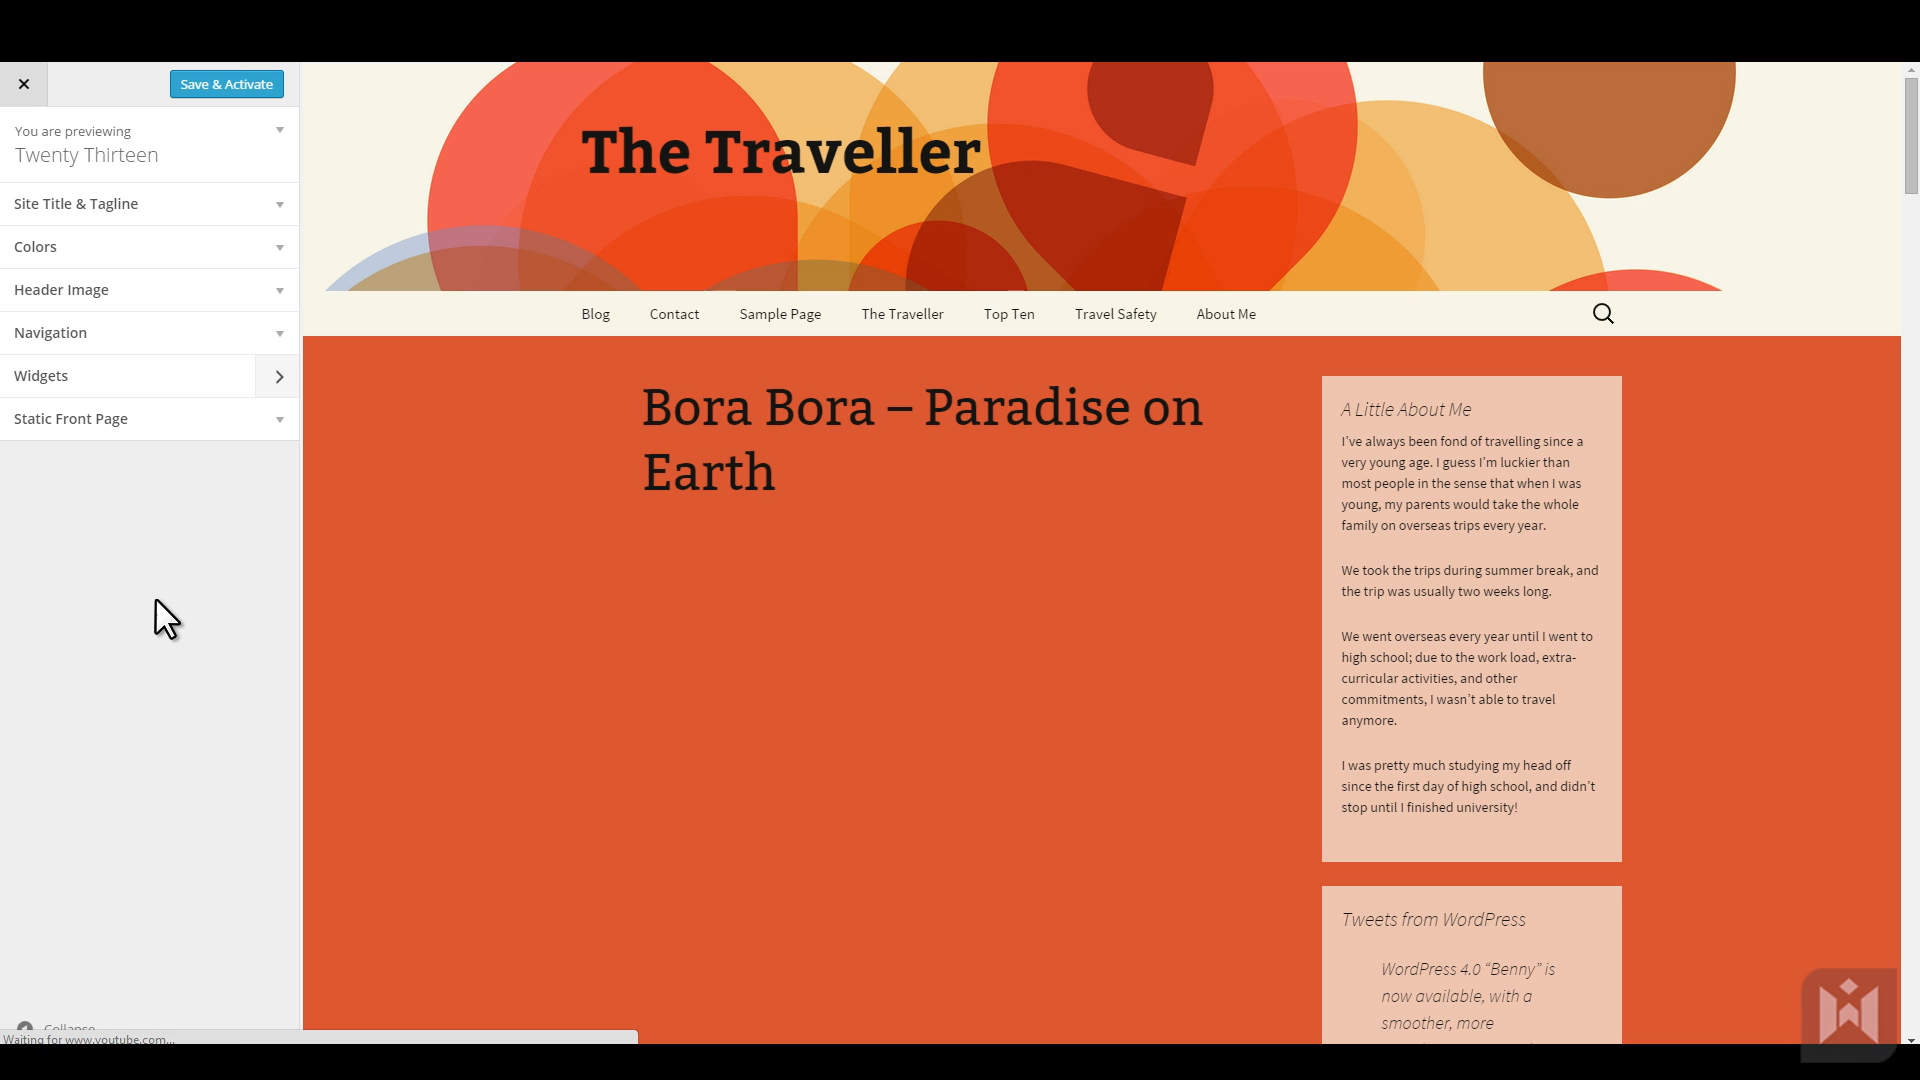 Save & Activate
You are previewing
Twenty Thirteen
Site Title & Tagline
Colors
Header Image
Navigation
Widgets
Static Front Page
Collapse
Waiting for www.youtube.com...
The Traveller
Blog Contact Sample Page The Traveller Top Ten Travel Safety About Me
Bora Bora – Paradise on
Earth
A Little About Me
I've always been fond of travelling since a
very young age. I guess I'm luckier than
most people in the sense that when I was
young, my parents would take the whole
family on overseas trips every year.
We took the trips during summer break, and
the trip was usually two weeks long.
We went overseas every year until I went to
high school; due to the work load, extra-
curricular activities, and other
commitments, I wasn't able to travel
anymore.
I was pretty much studying my head off
since the first day of high school, and didn't
stop until I finished university!
Tweets from WordPress
WordPress 4.0 “Benny” is
now available, with a
smoother, more